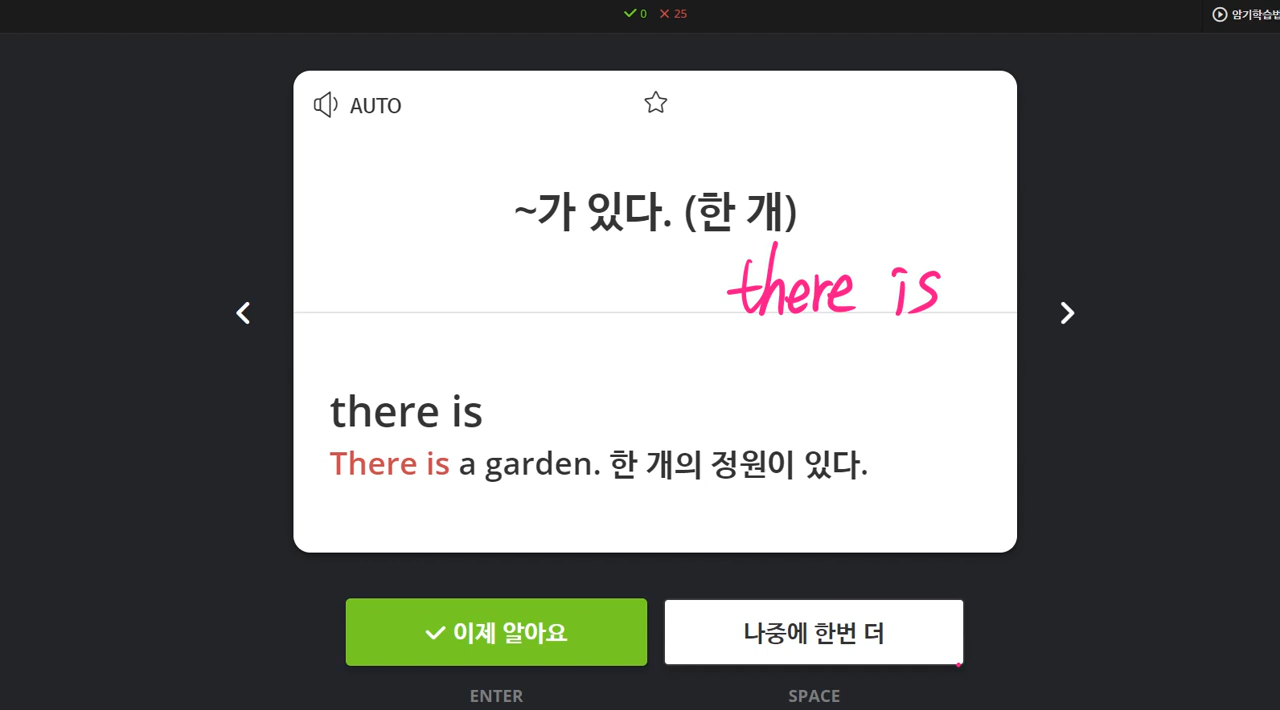 0 25
암기학습법
AUTO
~가 있다. (한 개)
there is
there is
There is a garden. 한 개의 정원이 있다.
이제 알아요
나중에 한번 더
ENTER
SPACE